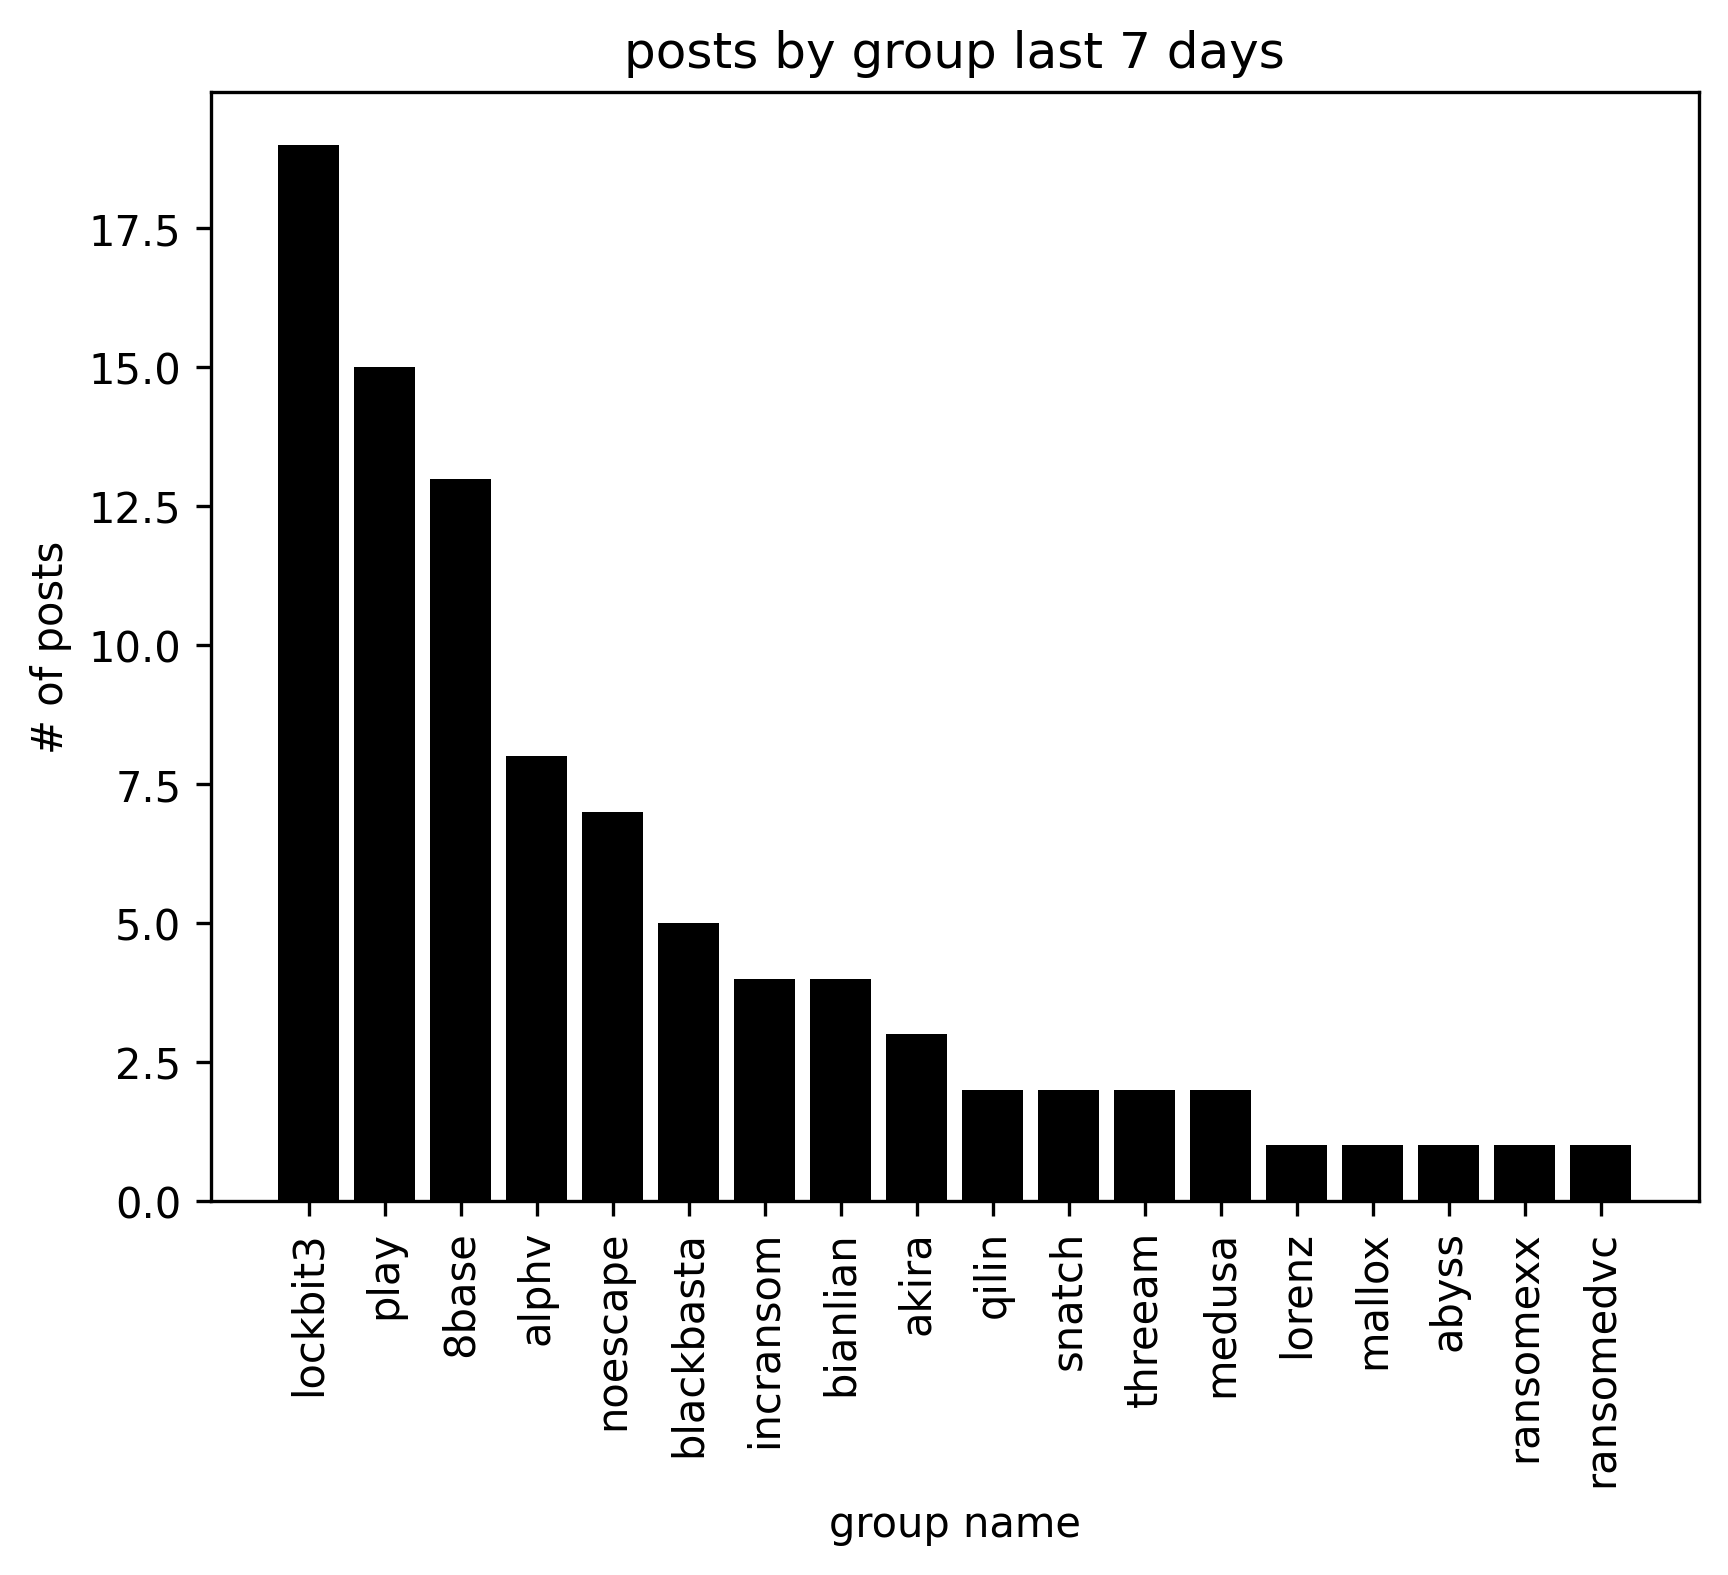 posts by group last 7 days
# of posts
17.5
15.0
12.5
10.0
7.5
5.0
2.5
0.0
lockbit3
play
8base
alphv
noescape
blackbasta
incransom
bianlian
akira
qilin
snatch
threeam
medusa
lorenz
mallox
abyss
ransomexx
ransomedvc
group name